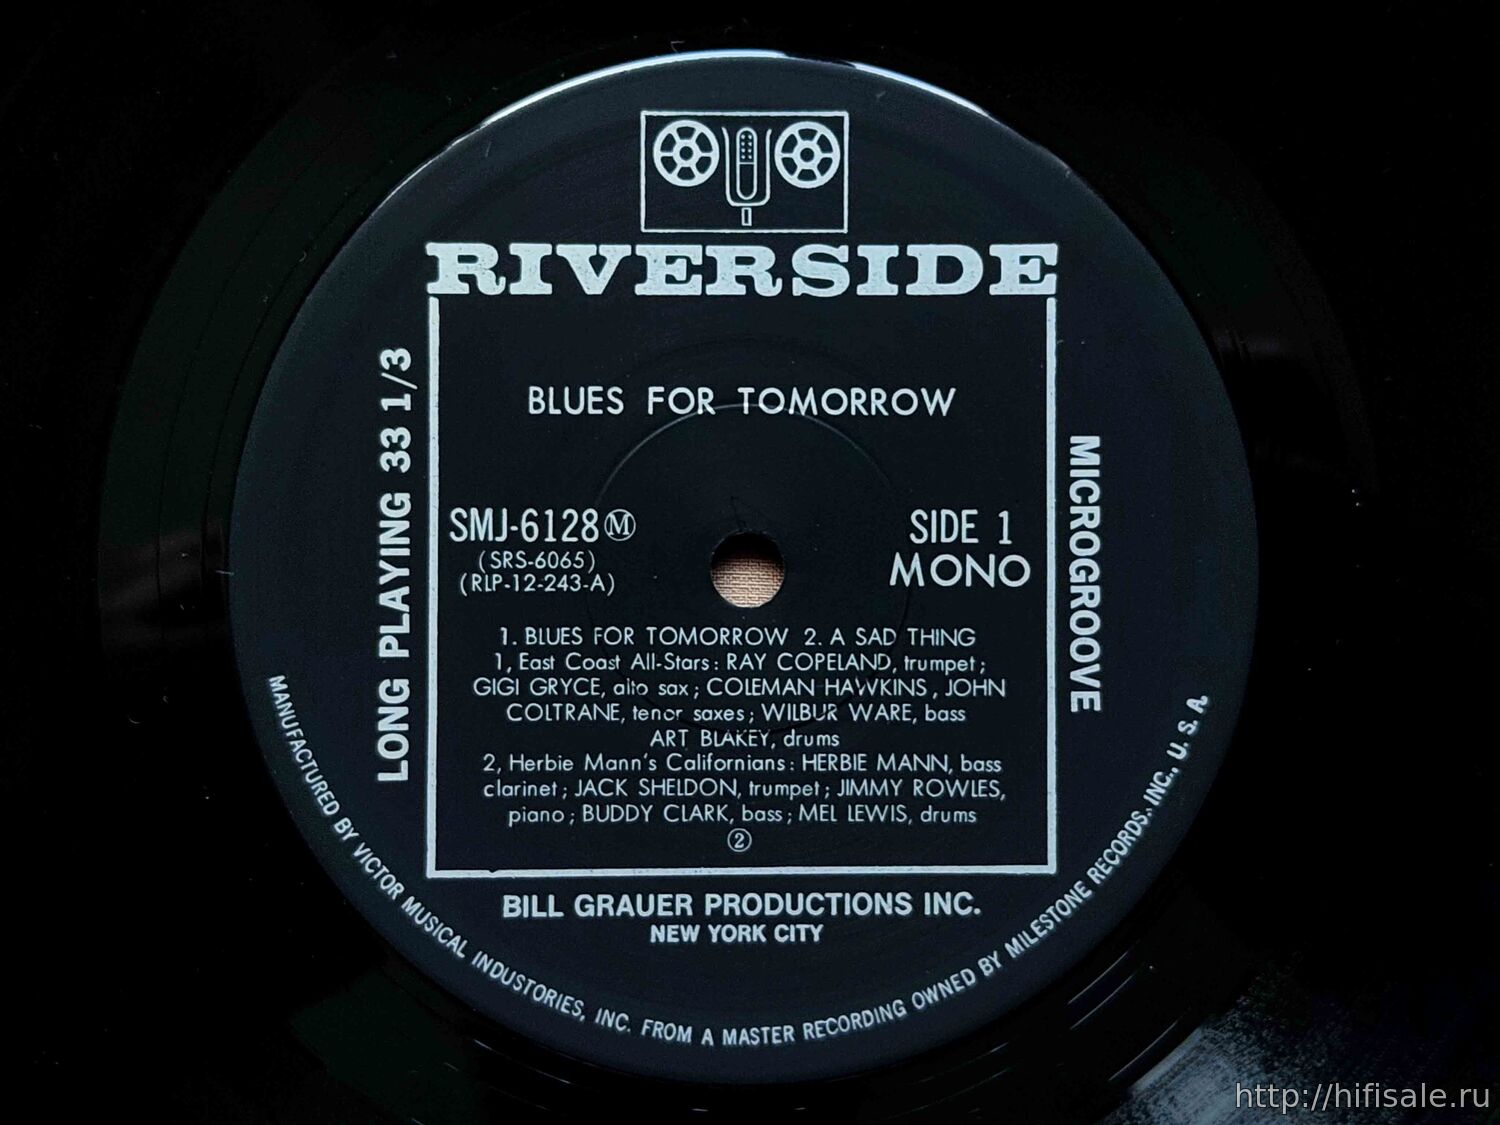 RIVERSIDE
LONG PLAYING 33 1/3
MICROGROOVE
BLUES FOR TOMORROW
SMJ-6128 Ⓜ
(SRS-6065)
(RLP-12-243-A)
SIDE 1
MONO
1. BLUES FOR TOMORROW 2. A SAD THING
1, East Coast All-Stars : RAY COPELAND, trumpet ;
GIGI GRYCE, alto sax ; COLEMAN HAWKINS , JOHN
COLTRANE, tenor saxes ; WILBUR WARE, bass
ART BLAKEY, drums
2, Herbie Mann's Californians : HERBIE MANN, bass
clarinet ; JACK SHELDON, trumpet ; JIMMY ROWLES,
piano ; BUDDY CLARK, bass ; MEL LEWIS, drums
②
BILL GRAUER PRODUCTIONS INC.
NEW YORK CITY
MANUFACTURED BY VICTOR MUSICAL INDUSTORIES, INC. FROM A MASTER RECORDING OWNED BY MILESTONE RECORDS, INC., U. S. A.
http://hifisale.ru